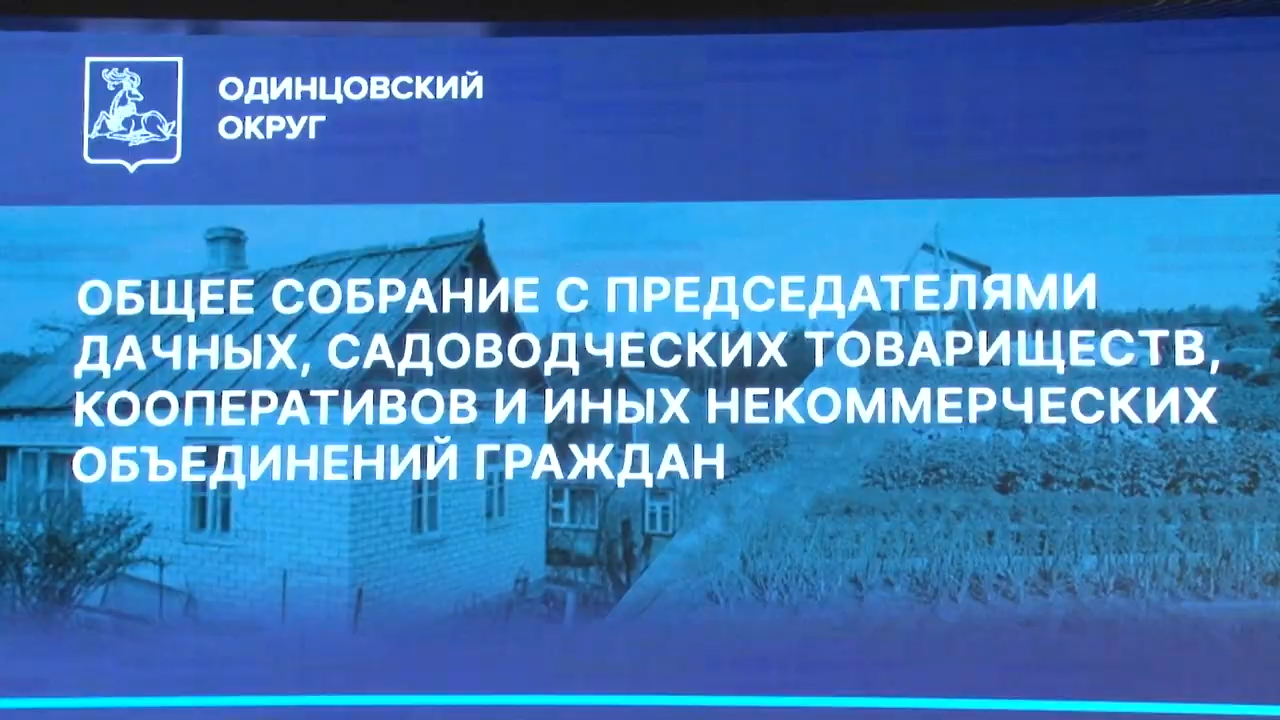 ОДИНЦОВСКИЙ
ОКРУГ
ОБЩЕЕ СОБРАНИЕ С ПРЕДСЕДАТЕЛЯМИ
ДАЧНЫХ, САДОВОДЧЕСКИХ ТОВАРИЩЕСТВ,
КООПЕРАТИВОВ И ИНЫХ НЕКОММЕРЧЕСКИХ
ОБЪЕДИНЕНИЙ ГРАЖДАН